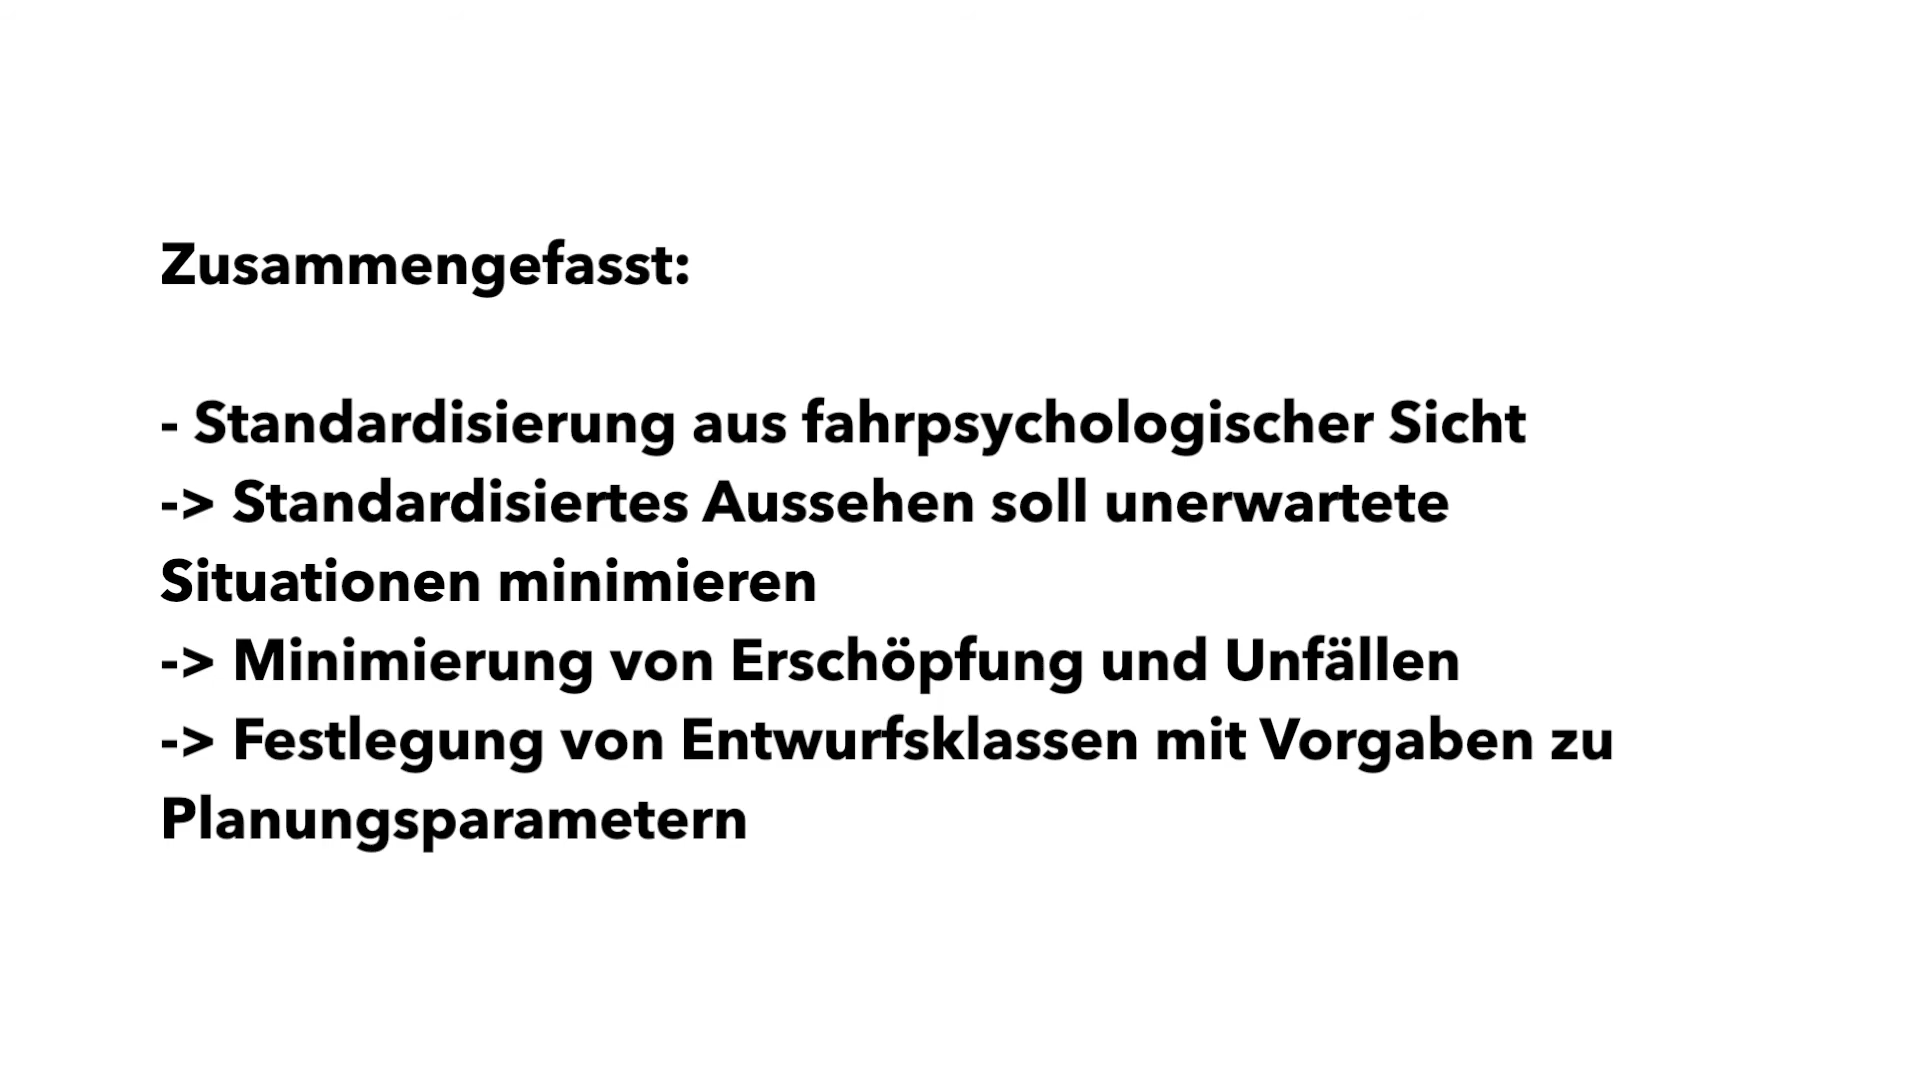 Zusammengefasst:
- Standardisierung aus fahrpsychologischer Sicht
-> Standardisiertes Aussehen soll unerwartete
Situationen minimieren
-> Minimierung von Erschöpfung und Unfällen
-> Festlegung von Entwurfsklassen mit Vorgaben zu
Planungsparametern